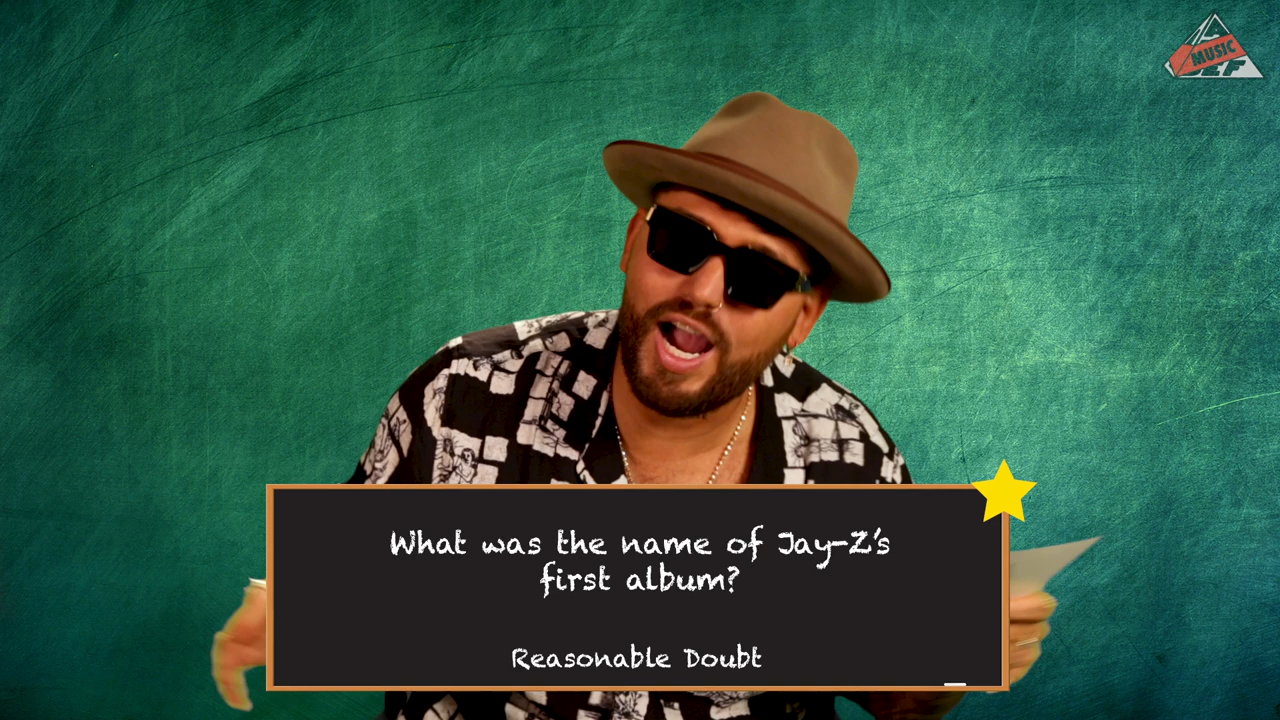 MUSIC
What was the name of Jay-Z's
first album?
Reasonable Doubt